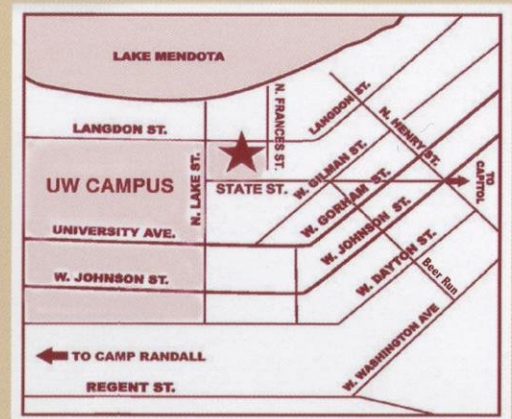 LAKE MENDOTA
N. FRANCES ST.
LANGDON ST.
N. HENRY ST.
LANGDON ST.
UW CAMPUS
N. LAKE ST.
STATE ST.
W. GILMAN ST.
TO CAPITOL
UNIVERSITY AVE.
W. GORHAM ST.
W. JOHNSON ST.
W. JOHNSON ST.
W. DAYTON ST.
Beer Run
TO CAMP RANDALL
W. WASHINGTON AVE
REGENT ST.